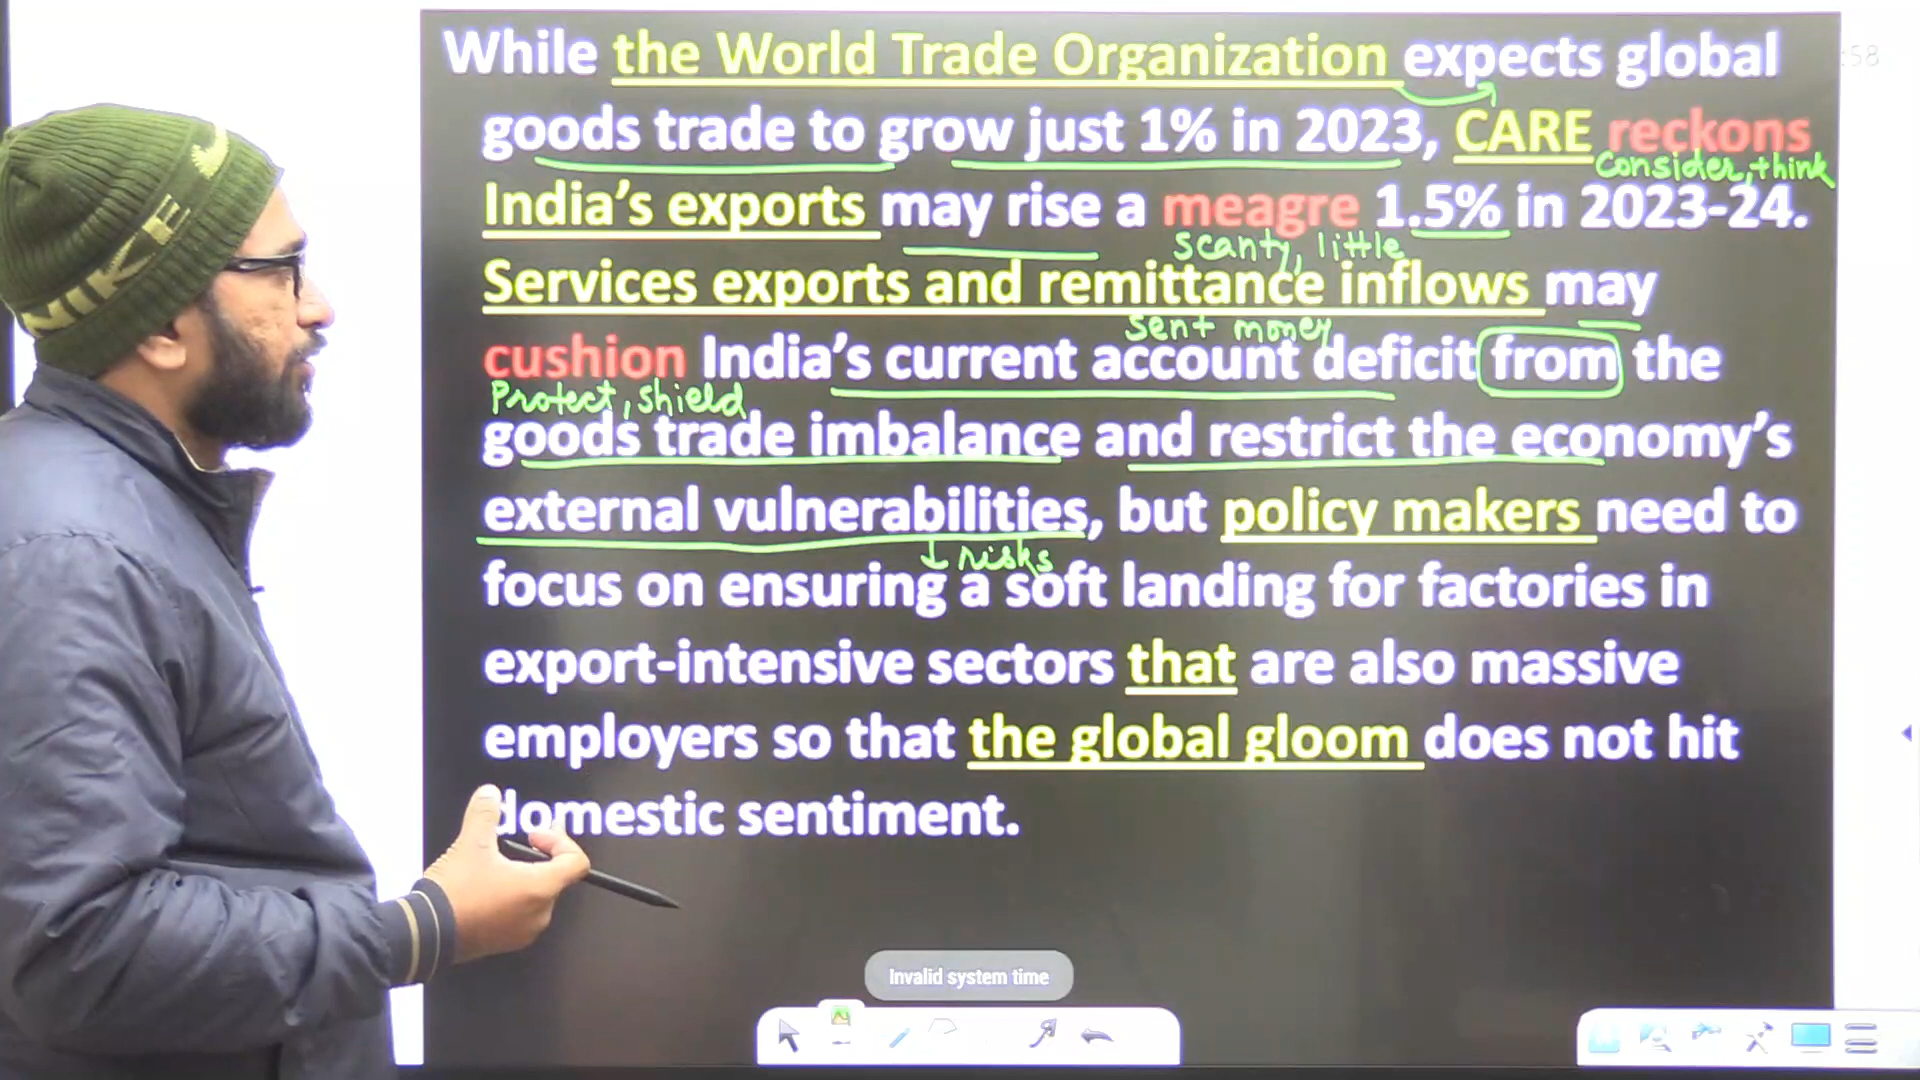 While the World Trade Organization expects global
:58
goods trade to grow just 1% in 2023, CARE reckons
Consider, think
India’s exports may rise a meagre 1.5% in 2023-24.
scanty, little
Services exports and remittance inflows may
sent money
cushion India’s current account deficit from the
Protect, shield
goods trade imbalance and restrict the economy’s
external vulnerabilities, but policy makers need to
↓ risks
focus on ensuring a soft landing for factories in
export-intensive sectors that are also massive
employers so that the global gloom does not hit
domestic sentiment.
NIKE
Invalid system time